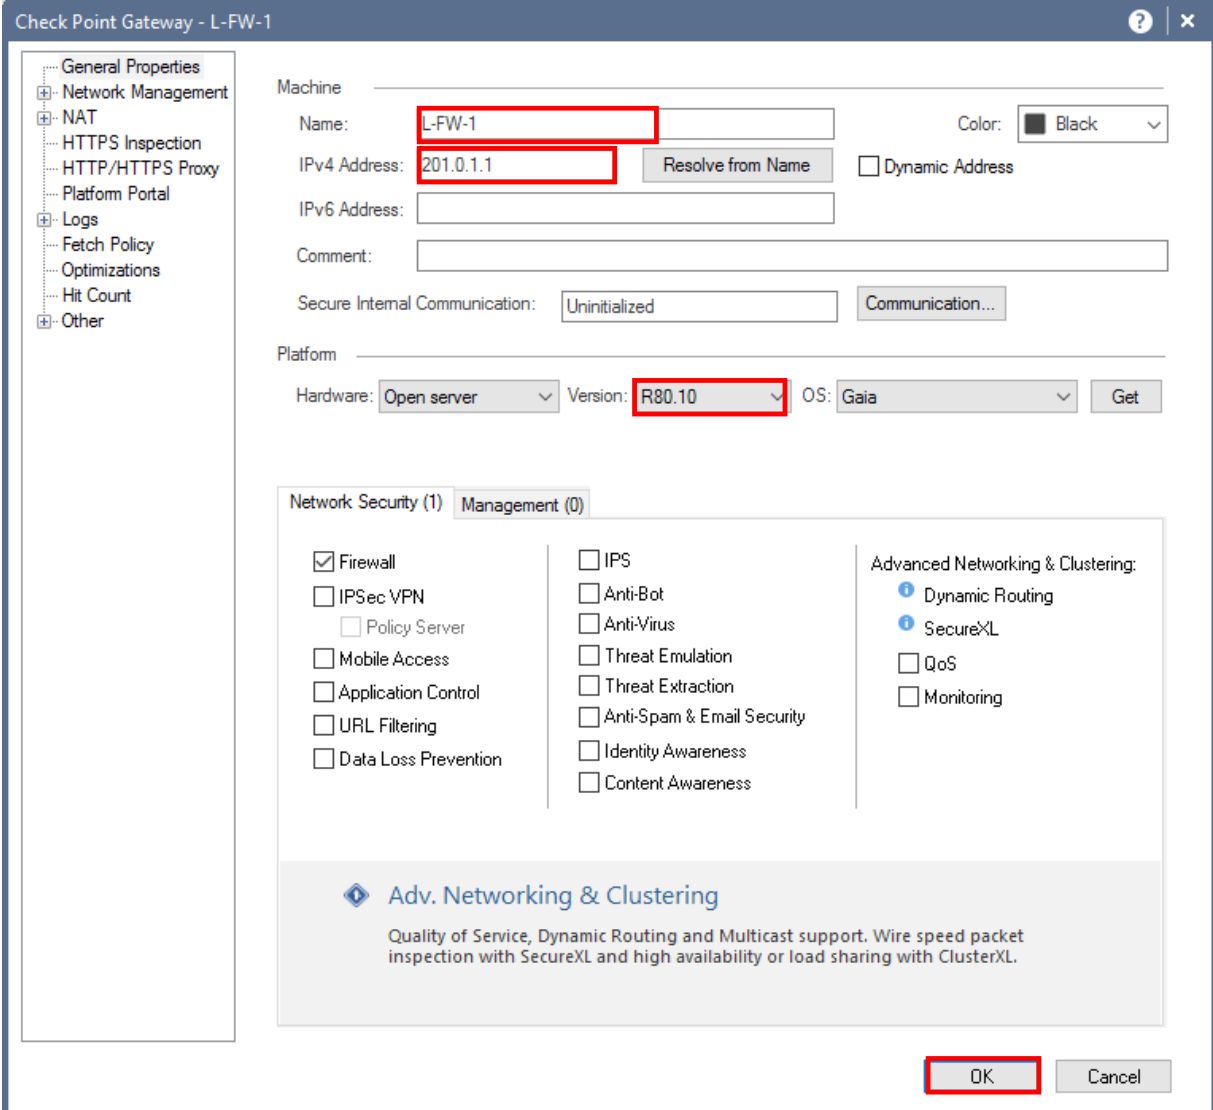 Check Point Gateway - L-FW-1
General Properties
Network Management
NAT
HTTPS Inspection
HTTP/HTTPS Proxy
Platform Portal
Logs
Fetch Policy
Optimizations
Hit Count
Other
Machine
Name: L-FW-1 Color: Black
IPv4 Address: 201.0.1.1 Resolve from Name Dynamic Address
IPv6 Address:
Comment:
Secure Internal Communication: Uninitialized Communication...
Platform
Hardware: Open server Version: R80.10 OS: Gaia Get
Network Security (1) Management (0)
Firewall
IPSec VPN
Policy Server
Mobile Access
Application Control
URL Filtering
Data Loss Prevention
IPS
Anti-Bot
Anti-Virus
Threat Emulation
Threat Extraction
Anti-Spam & Email Security
Identity Awareness
Content Awareness
Advanced Networking & Clustering:
Dynamic Routing
SecureXL
QoS
Monitoring
Adv. Networking & Clustering
Quality of Service, Dynamic Routing and Multicast support. Wire speed packet
inspection with SecureXL and high availability or load sharing with ClusterXL.
OK Cancel